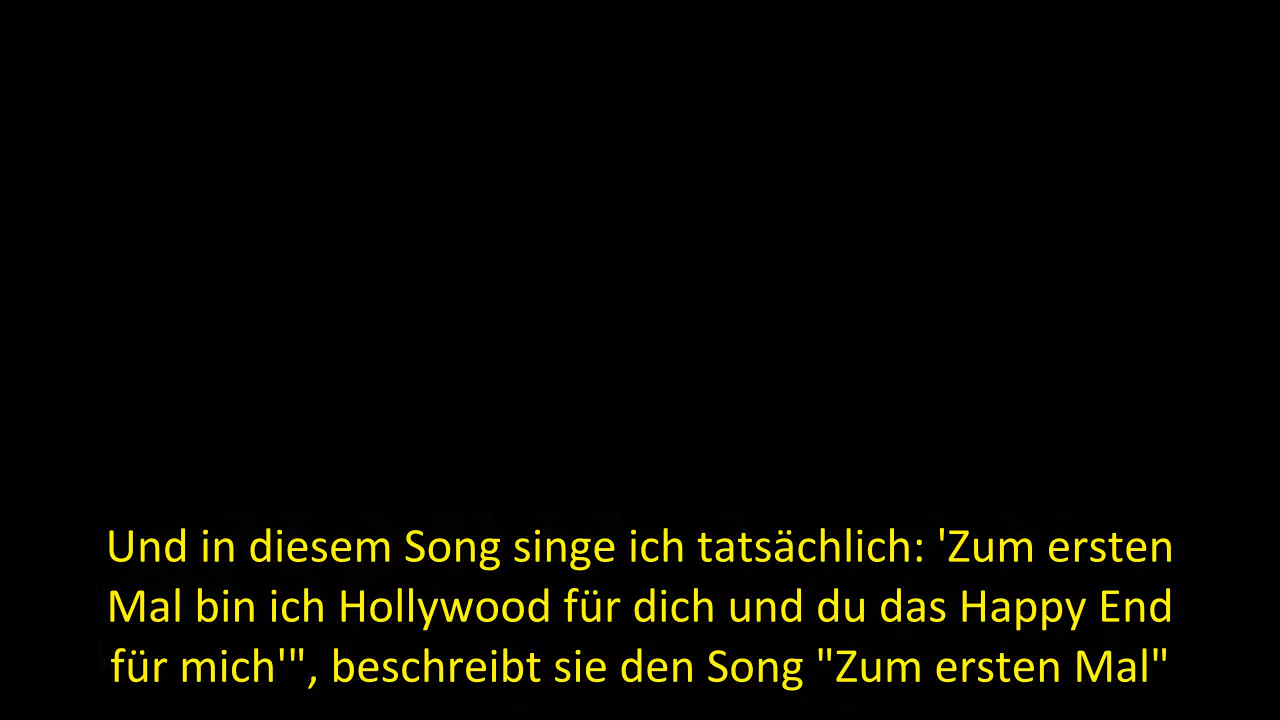 Und in diesem Song singe ich tatsächlich: 'Zum ersten
Mal bin ich Hollywood für dich und du das Happy End
für mich'", beschreibt sie den Song "Zum ersten Mal"